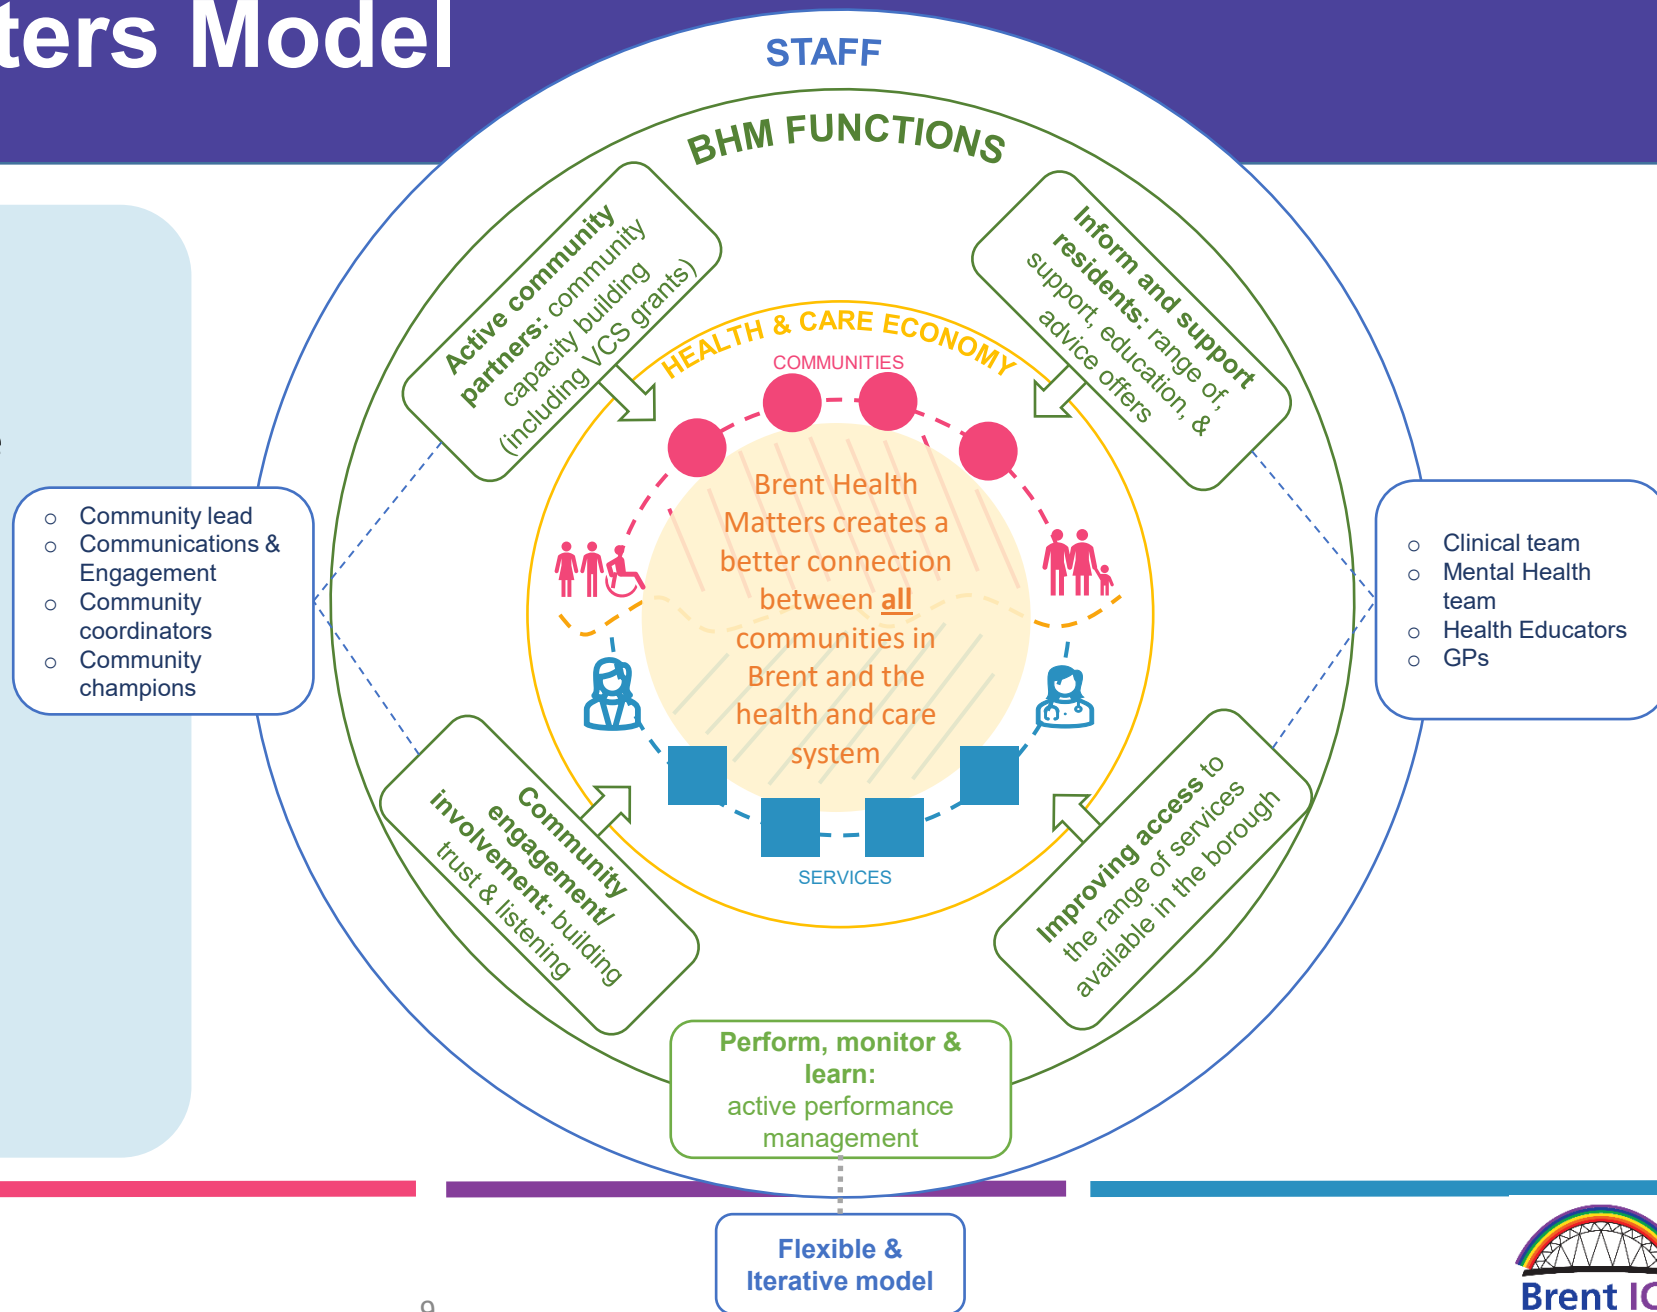 ters Model
STAFF
BHM FUNCTIONS
Active community
partners: community
capacity building
(including VCS grants)
Inform and support
residents: range of,
support, education, &
advice offers
HEALTH & CARE ECONOMY
COMMUNITIES
Brent Health
Matters creates a
better connection
between all
communities in
Brent and the
health and care
system
SERVICES
e
o Community lead
o Communications &
Engagement
o Community
coordinators
o Community
champions
o Clinical team
o Mental Health
team
o Health Educators
o GPs
Community
engagement/
involvement: building
trust & listening
Improving access to
the range of services
available in the borough
Perform, monitor &
learn:
active performance
management
Flexible &
Iterative model
9
Brent IC